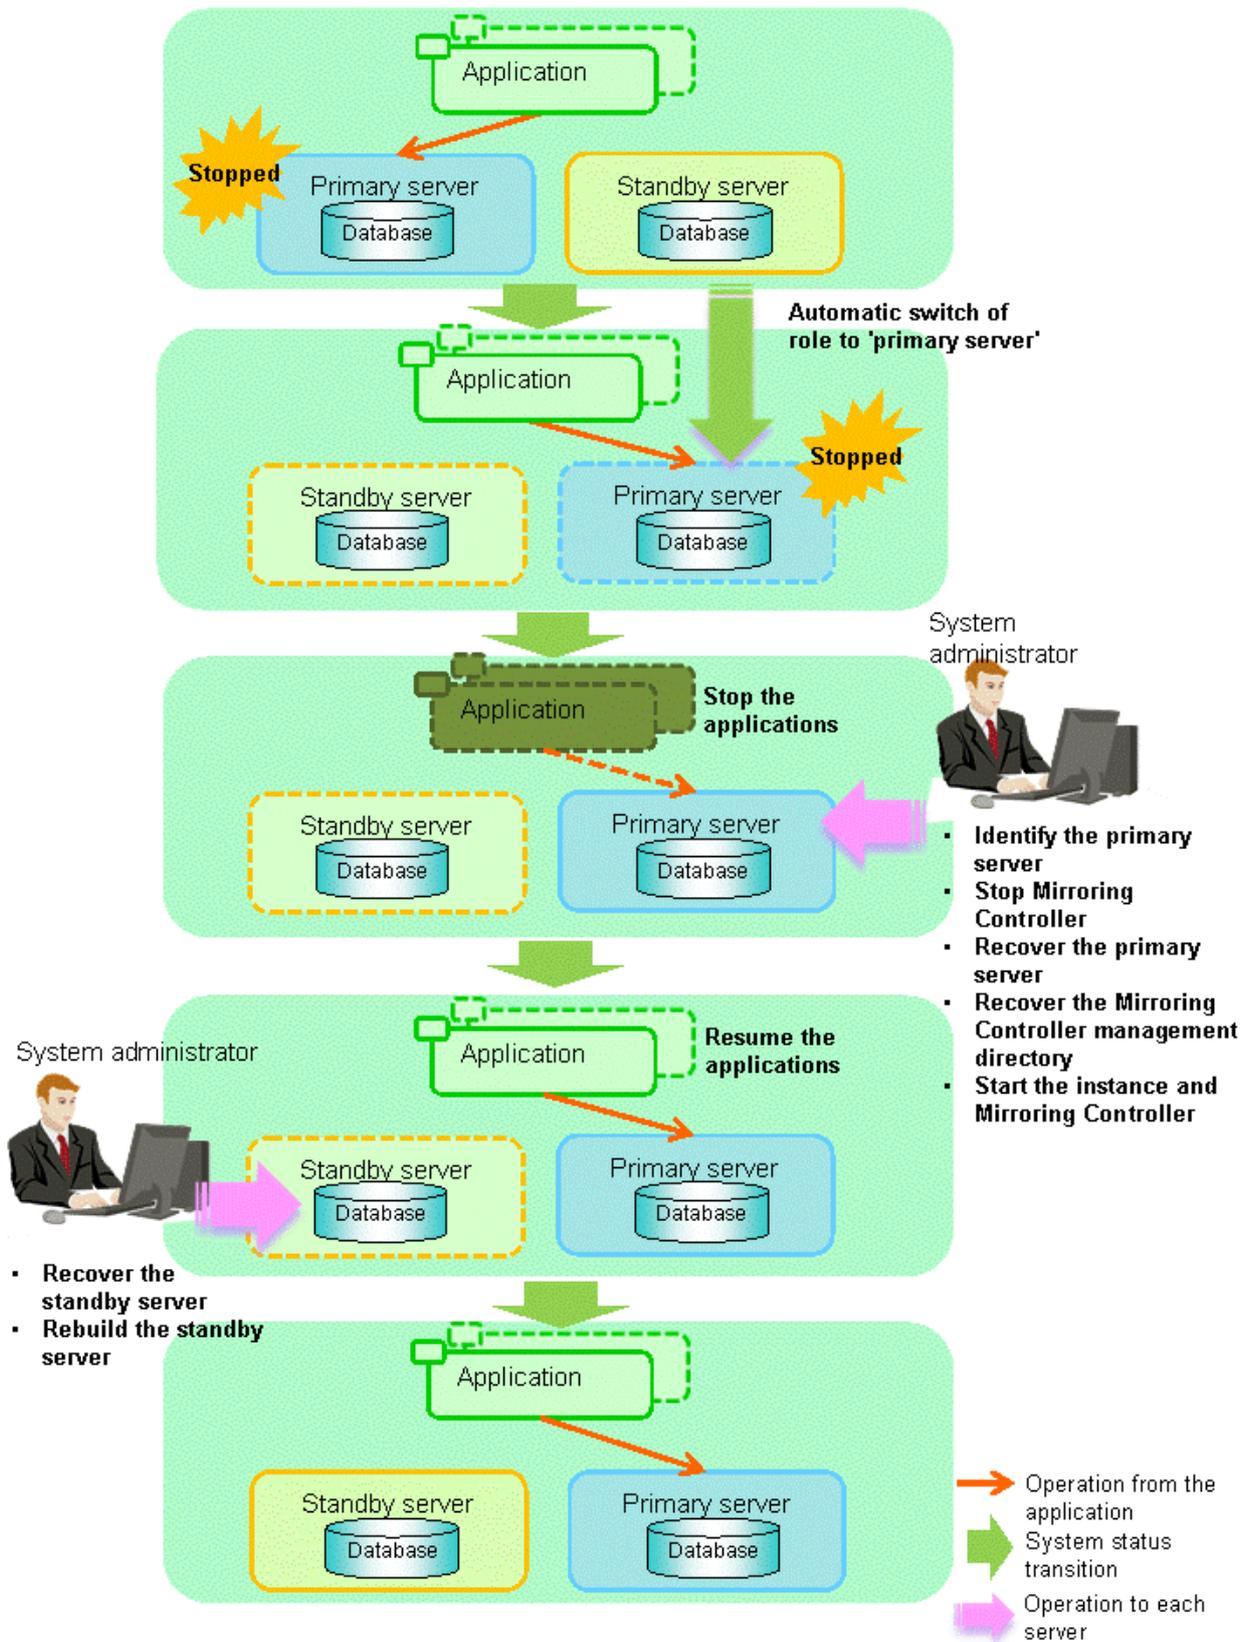 Application
Stopped
Primary server
Database
Standby server
Database
Automatic switch of
role to 'primary server'
Application
Stopped
Standby server
Database
Primary server
Database
System
administrator
Application
Stop the
applications
Standby server
Database
Primary server
Database
▪ Identify the primary
server
▪ Stop Mirroring
Controller
▪ Recover the primary
server
▪ Recover the Mirroring
Controller management
directory
▪ Start the instance and
Mirroring Controller
System administrator
Application
Resume the
applications
Standby server
Database
Primary server
Database
▪ Recover the
standby server
▪ Rebuild the standby
server
Application
Standby server
Database
Primary server
Database
Operation from the
application
System status
transition
Operation to each
server